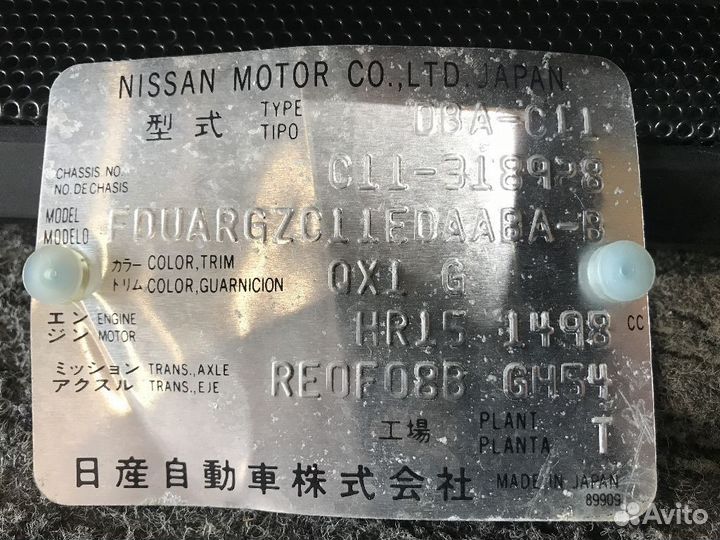 NISSAN MOTOR CO.,LTD.JAPAN
型式 TYPE TIPO DBA-C11
CHASSIS NO. NO.DE CHASIS C11-318928
MODEL MODELO FDUARGZC11EDAABA-B
カラー COLOR,TRIM
トリム COLOR,GUARNICION QX1 G
エンジン ENGINE MOTOR HR15 1498 CC
ミッション TRANS.,AXLE
アクスル TRANS.,EJE RE0F08B GH54
工場 PLANT PLANTA T
日産自動車株式会社 MADE IN JAPAN
89909
Avito